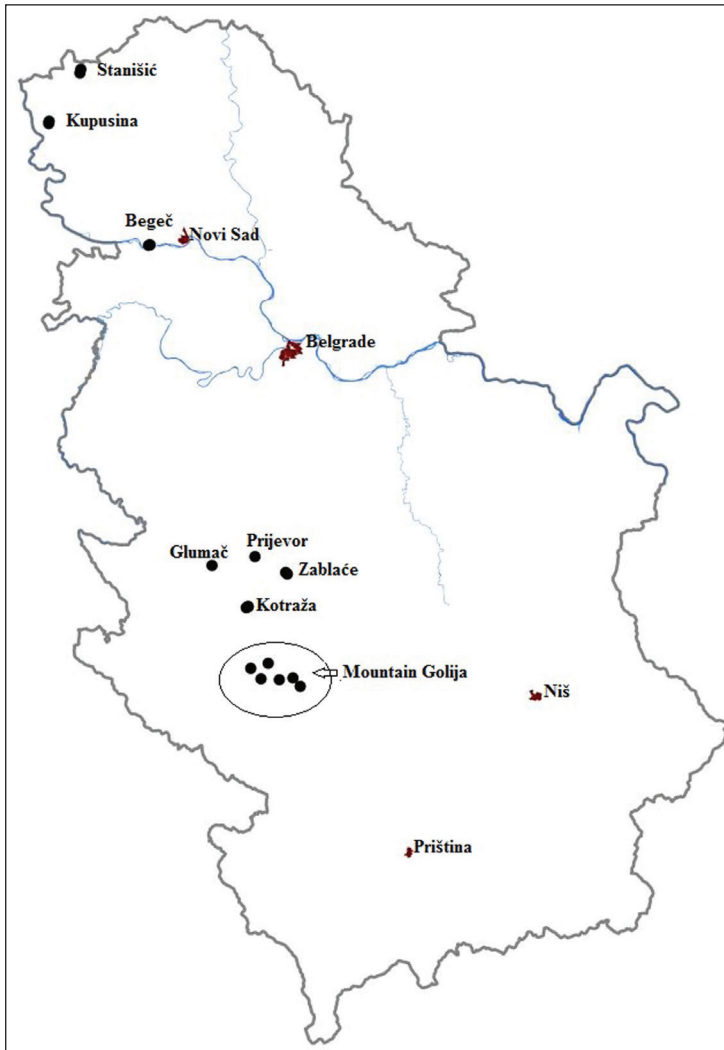 Stanišić
Kupusina
Begeč
Novi Sad
Belgrade
Prijevor
Glumač
Zablaće
Kotraža
Mountain Golija
Niš
Priština